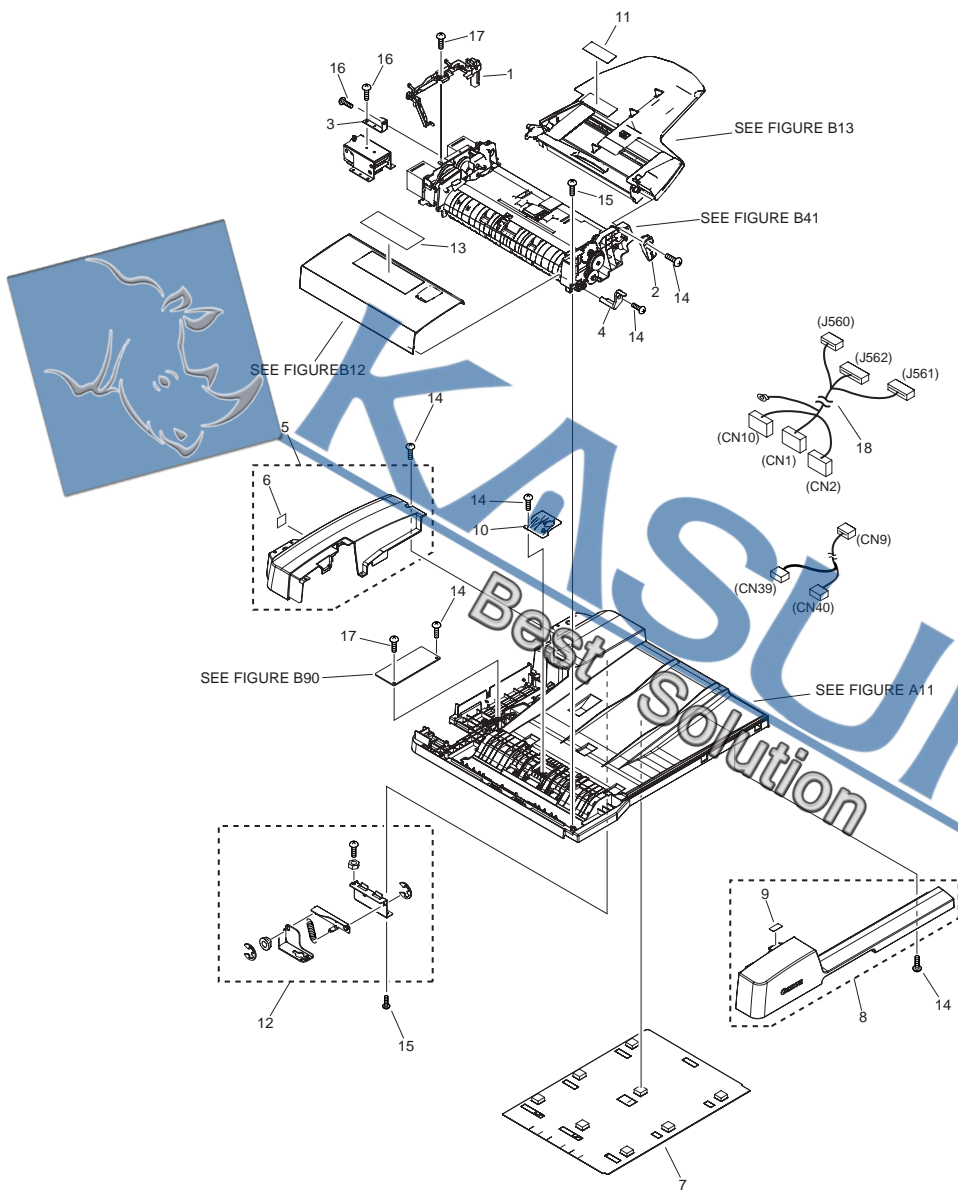 11
17
16
16
1
3
SEE FIGURE B13
15
SEE FIGURE B41
13
2
14
4
14
(J560)
(J562)
(J561)
SEE FIGUREB12
14
5
(CN10)
(CN1)
18
(CN2)
6
14
10
(CN9)
(CN39)
(CN40)
KASUI
Best Solution
14
17
SEE FIGURE B90
SEE FIGURE A11
9
12
15
8
14
7